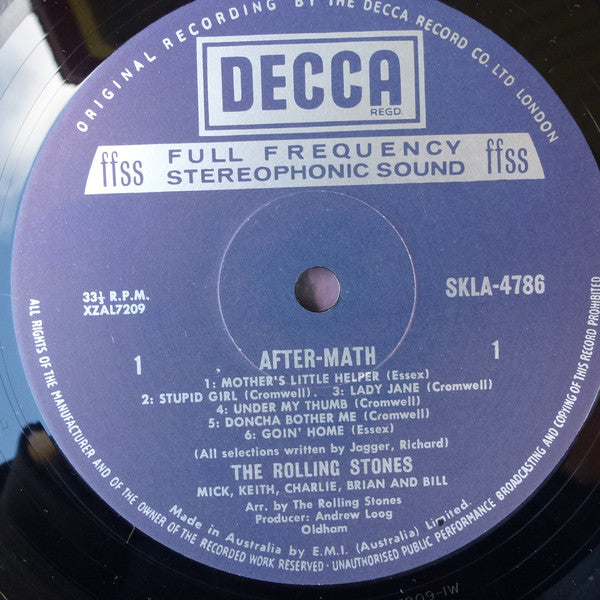 ORIGINAL RECORDING BY THE DECCA RECORD CO. LTD LONDON
DECCA
REGD.
ffss FULL FREQUENCY ffss
STEREOPHONIC SOUND
33⅓ R.P.M. SKLA-4786
XZAL7209
1 AFTER-MATH 1
1: MOTHER'S LITTLE HELPER (Essex)
2: STUPID GIRL (Cromwell). 3: LADY JANE (Cromwell)
4: UNDER MY THUMB (Cromwell)
5: DONCHA BOTHER ME (Cromwell)
6: GOIN' HOME (Essex)
(All selections written by Jagger, Richard)
THE ROLLING STONES
MICK, KEITH, CHARLIE, BRIAN AND BILL
Arr. by The Rolling Stones
Producer: Andrew Loog
Oldham
Made in Australia by E.M.I. (Australia) Limited.
ALL RIGHTS OF THE MANUFACTURER AND OF THE OWNER OF THE RECORDED WORK RESERVED · UNAUTHORISED PUBLIC PERFORMANCE BROADCASTING AND COPYING OF THIS RECORD PROHIBITED